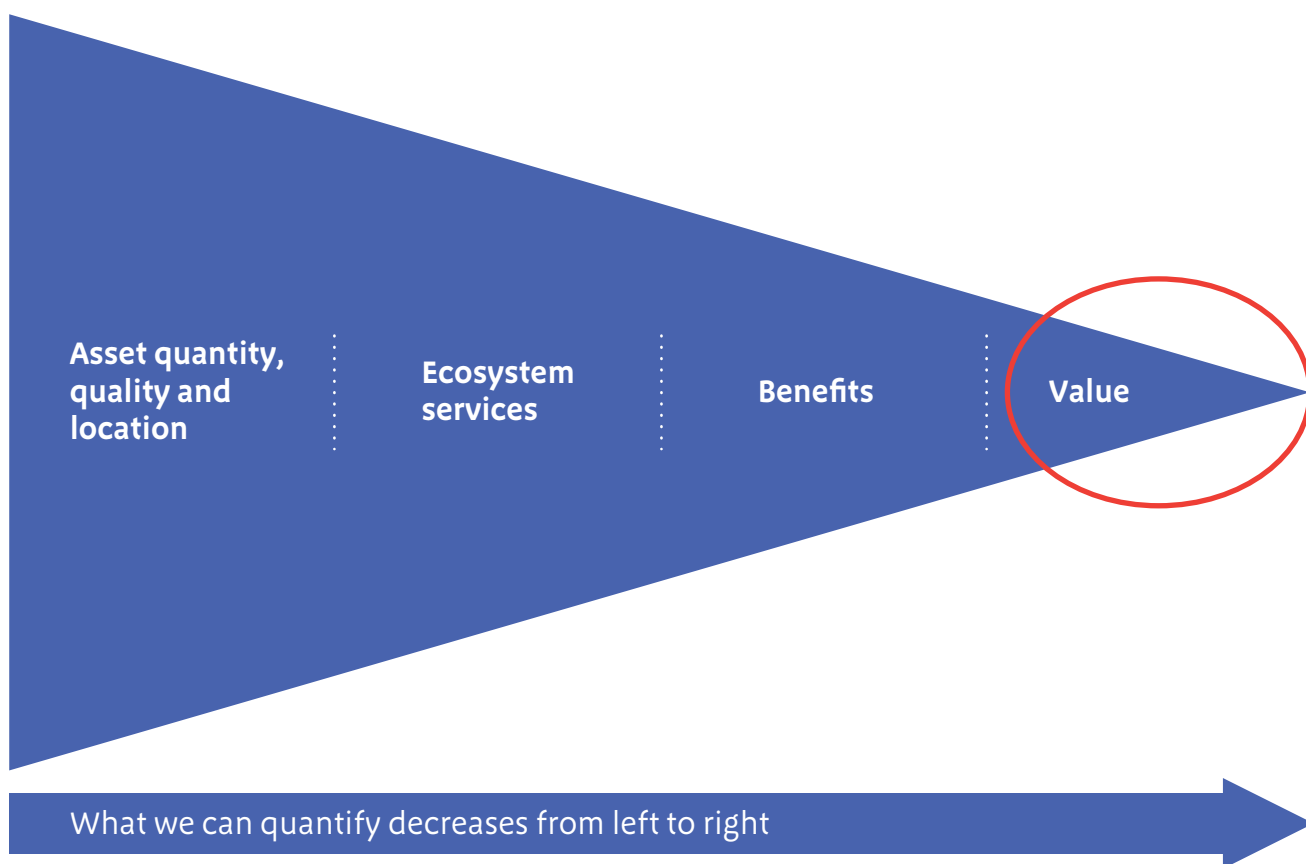 Asset quantity,
quality and
location
Ecosystem
services
Benefits
Value
What we can quantify decreases from left to right